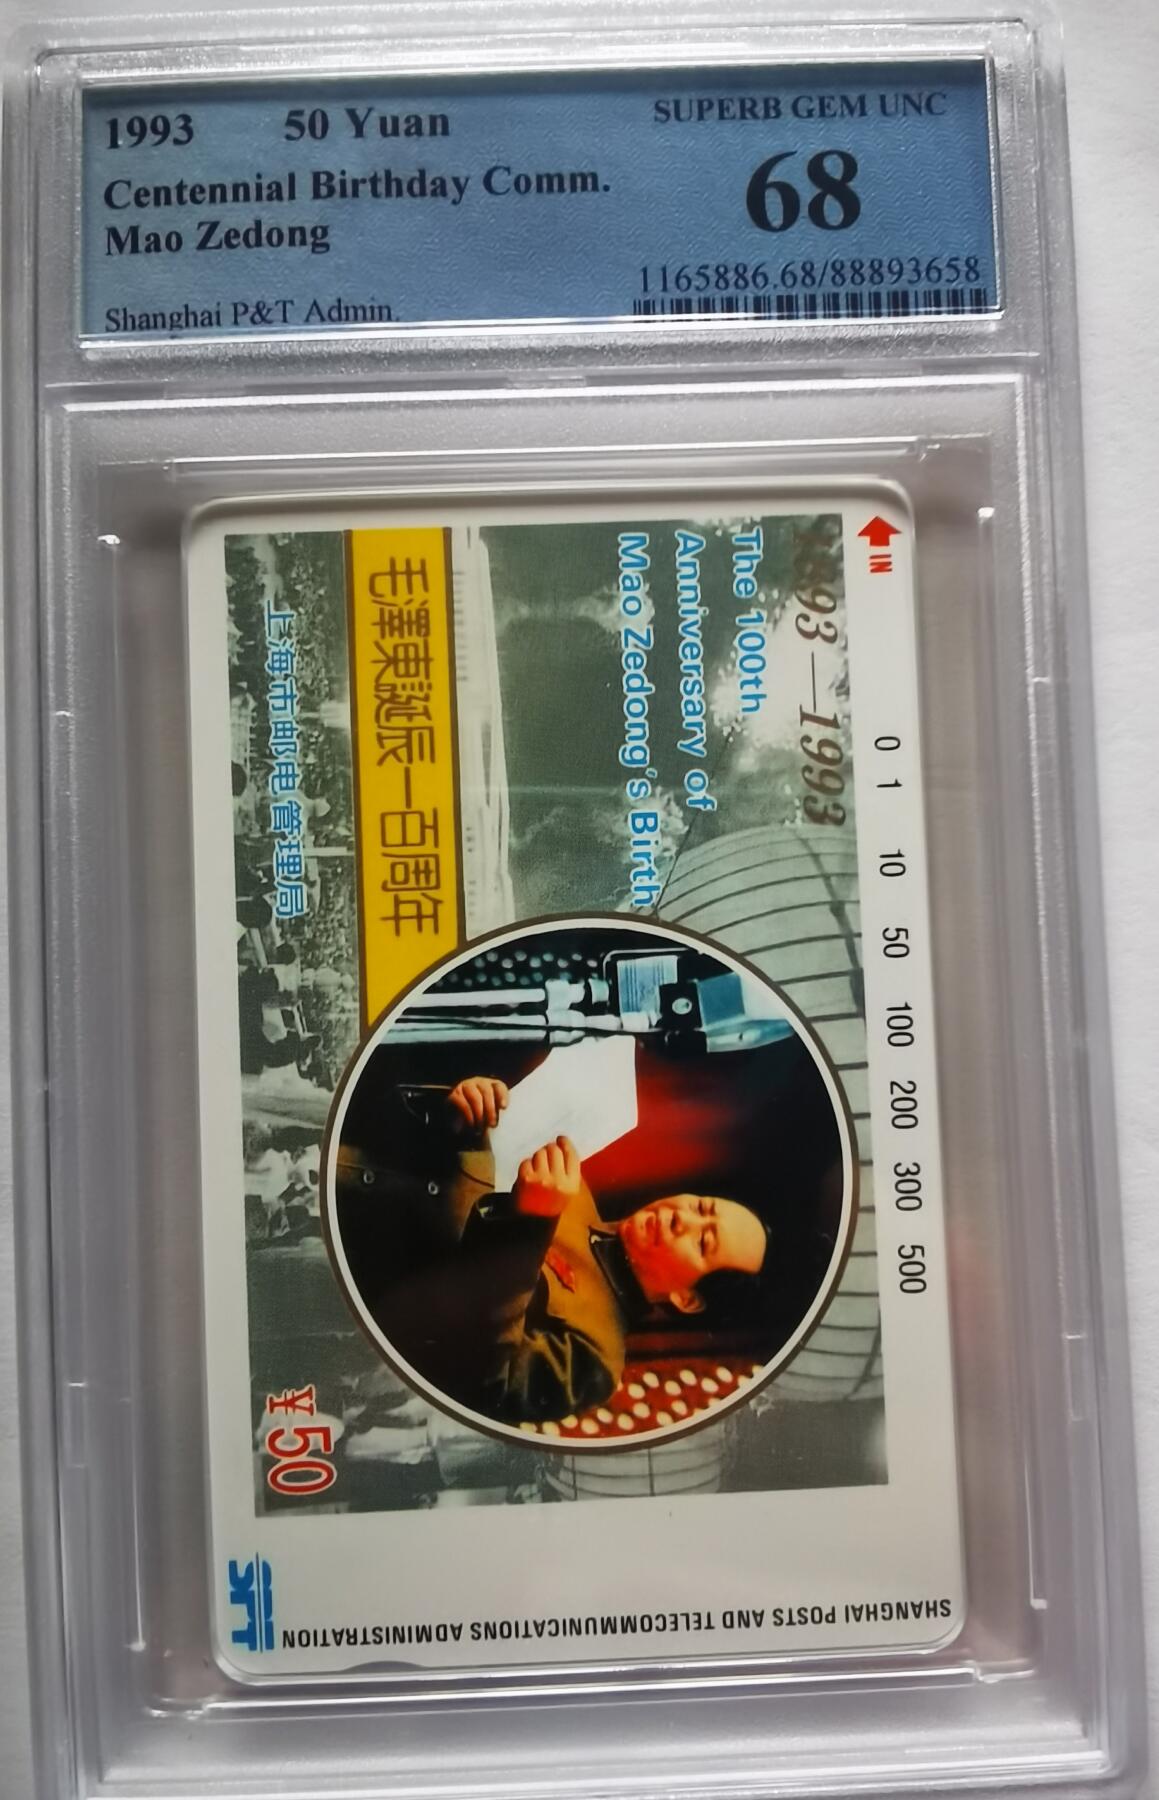 1993 50 Yuan
Centennial Birthday Comm.
Mao Zedong
Shanghai P&T Admin.
SUPERB GEM UNC
68
1165886.68/88893658
IN
0 1 10 50 100 200 300 500
1893—1993
The 100th
Anniversary of
Mao Zedong's Birth
毛澤東誕辰一百周年
上海市邮电管理局
¥50
SPT
SHANGHAI POSTS AND TELECOMMUNICATIONS ADMINISTRATION